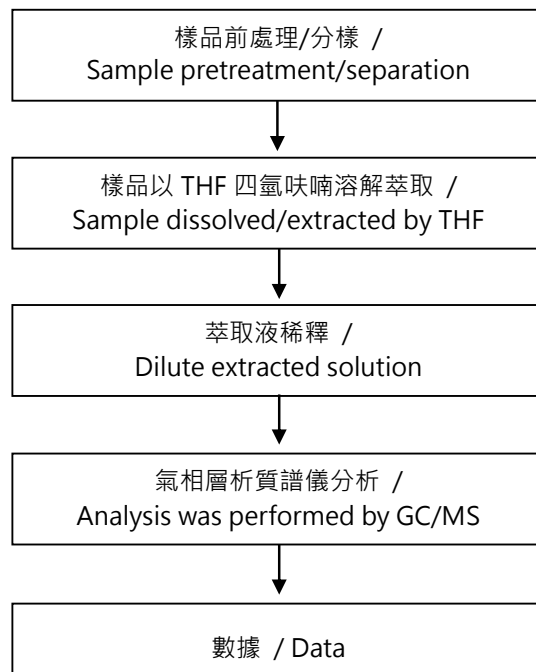 樣品前處理/分樣 /
Sample pretreatment/separation
樣品以 THF 四氫呋喃溶解萃取 /
Sample dissolved/extracted by THF
萃取液稀釋 /
Dilute extracted solution
氣相層析質譜儀分析 /
Analysis was performed by GC/MS
數據 / Data